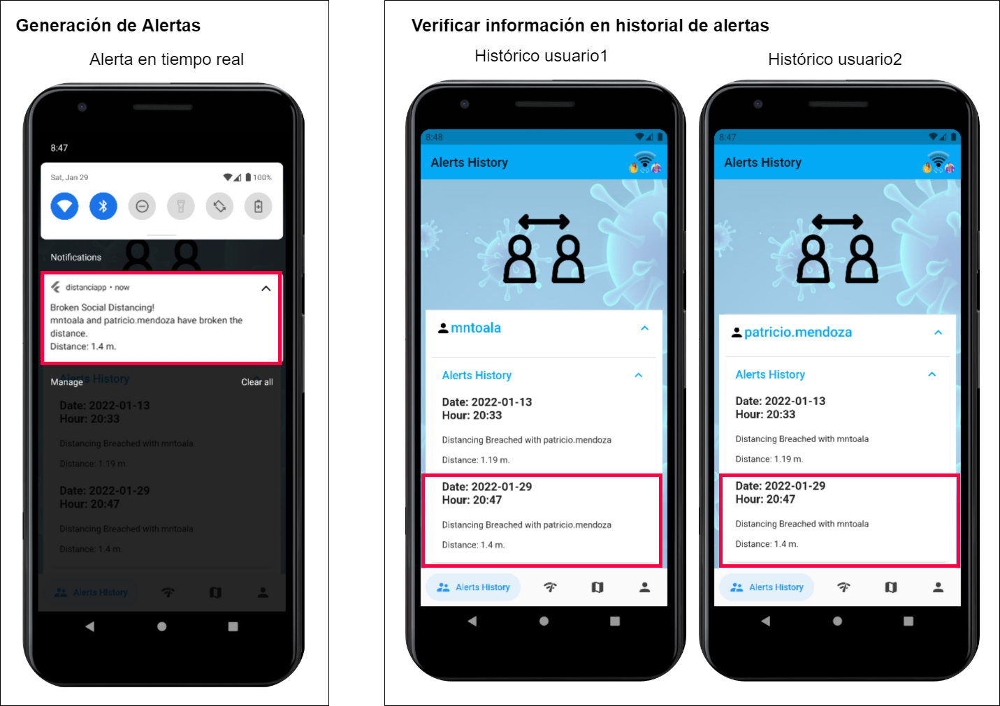 Generación de Alertas
Alerta en tiempo real
8:47
Sat, Jan 29
100%
Notifications
distanciapp • now
Broken Social Distancing!
mntoala and patricio.mendoza have broken the
distance.
Distance: 1.4 m.
Manage
Clear all
Alerts History
Date: 2022-01-13
Hour: 20:33
Distancing Breached with mntoala
Distance: 1.19 m.
Date: 2022-01-29
Hour: 20:47
Distancing Breached with mntoala
Distance: 1.4 m.
Alerts History
Verificar información en historial de alertas
Histórico usuario1
8:48
Alerts History
mntoala
Alerts History
Date: 2022-01-13
Hour: 20:33
Distancing Breached with patricio.mendoza
Distance: 1.19 m.
Date: 2022-01-29
Hour: 20:47
Distancing Breached with patricio.mendoza
Distance: 1.4 m.
Alerts History
Histórico usuario2
8:47
Alerts History
patricio.mendoza
Alerts History
Date: 2022-01-13
Hour: 20:33
Distancing Breached with mntoala
Distance: 1.19 m.
Date: 2022-01-29
Hour: 20:47
Distancing Breached with mntoala
Distance: 1.4 m.
Alerts History